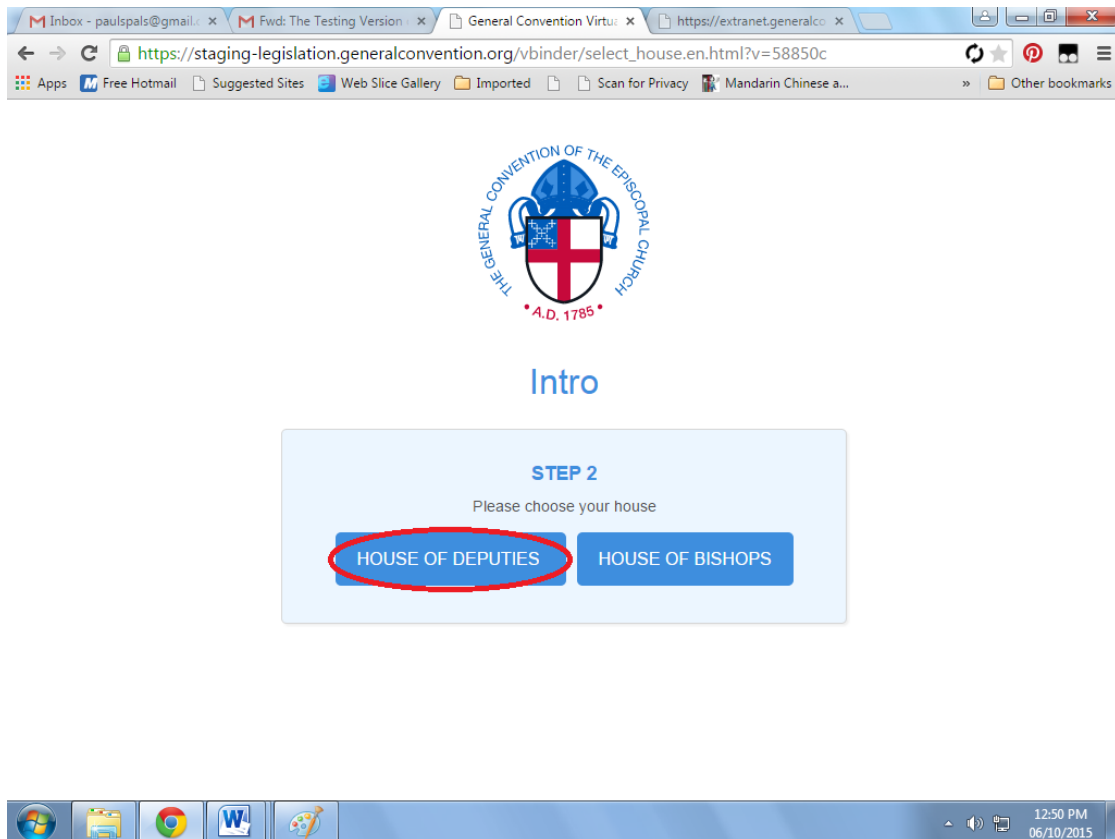 Inbox - paulspals@gmail.c
Fwd: The Testing Version
General Convention Virtua
https://extranet.generalco
https://staging-legislation.generalconvention.org/vbinder/select_house.en.html?v=58850c
Apps Free Hotmail Suggested Sites Web Slice Gallery Imported Scan for Privacy Mandarin Chinese a... » Other bookmarks
THE GENERAL CONVENTION OF THE EPISCOPAL CHURCH
• A.D. 1785 •
Intro
STEP 2
Please choose your house
HOUSE OF DEPUTIES HOUSE OF BISHOPS
12:50 PM
06/10/2015